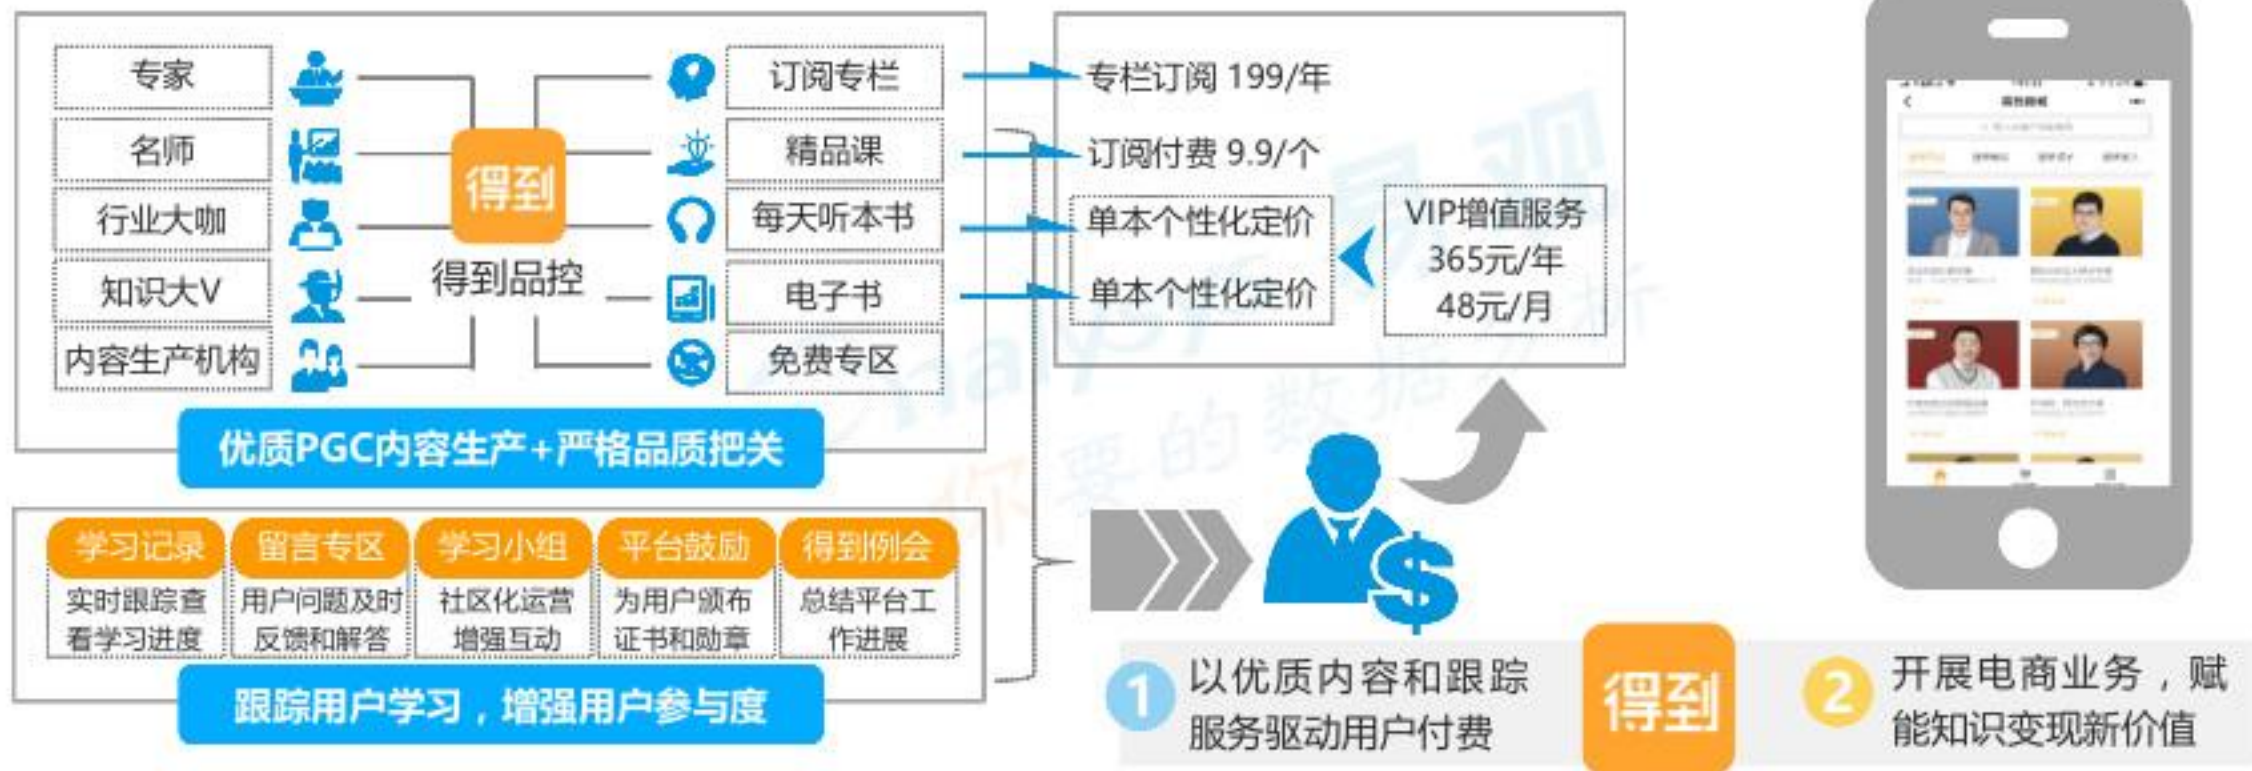 专家
名师
行业大咖
知识大V
内容生产机构
得到
得到品控
订阅专栏
精品课
每天听本书
电子书
免费专区
优质PGC内容生产+严格品质把关
专栏订阅 199/年
订阅付费 9.9/个
单本个性化定价
单本个性化定价
VIP增值服务
365元/年
48元/月
学习记录
实时跟踪查
看学习进度
留言专区
用户问题及时
反馈和解答
学习小组
社区化运营
增强互动
平台鼓励
为用户颁布
证书和勋章
得到例会
总结平台工
作进展
跟踪用户学习，增强用户参与度
1
以优质内容和跟踪
服务驱动用户付费
得到
2
开展电商业务，赋
能知识变现新价值
易观
你要的数据分析